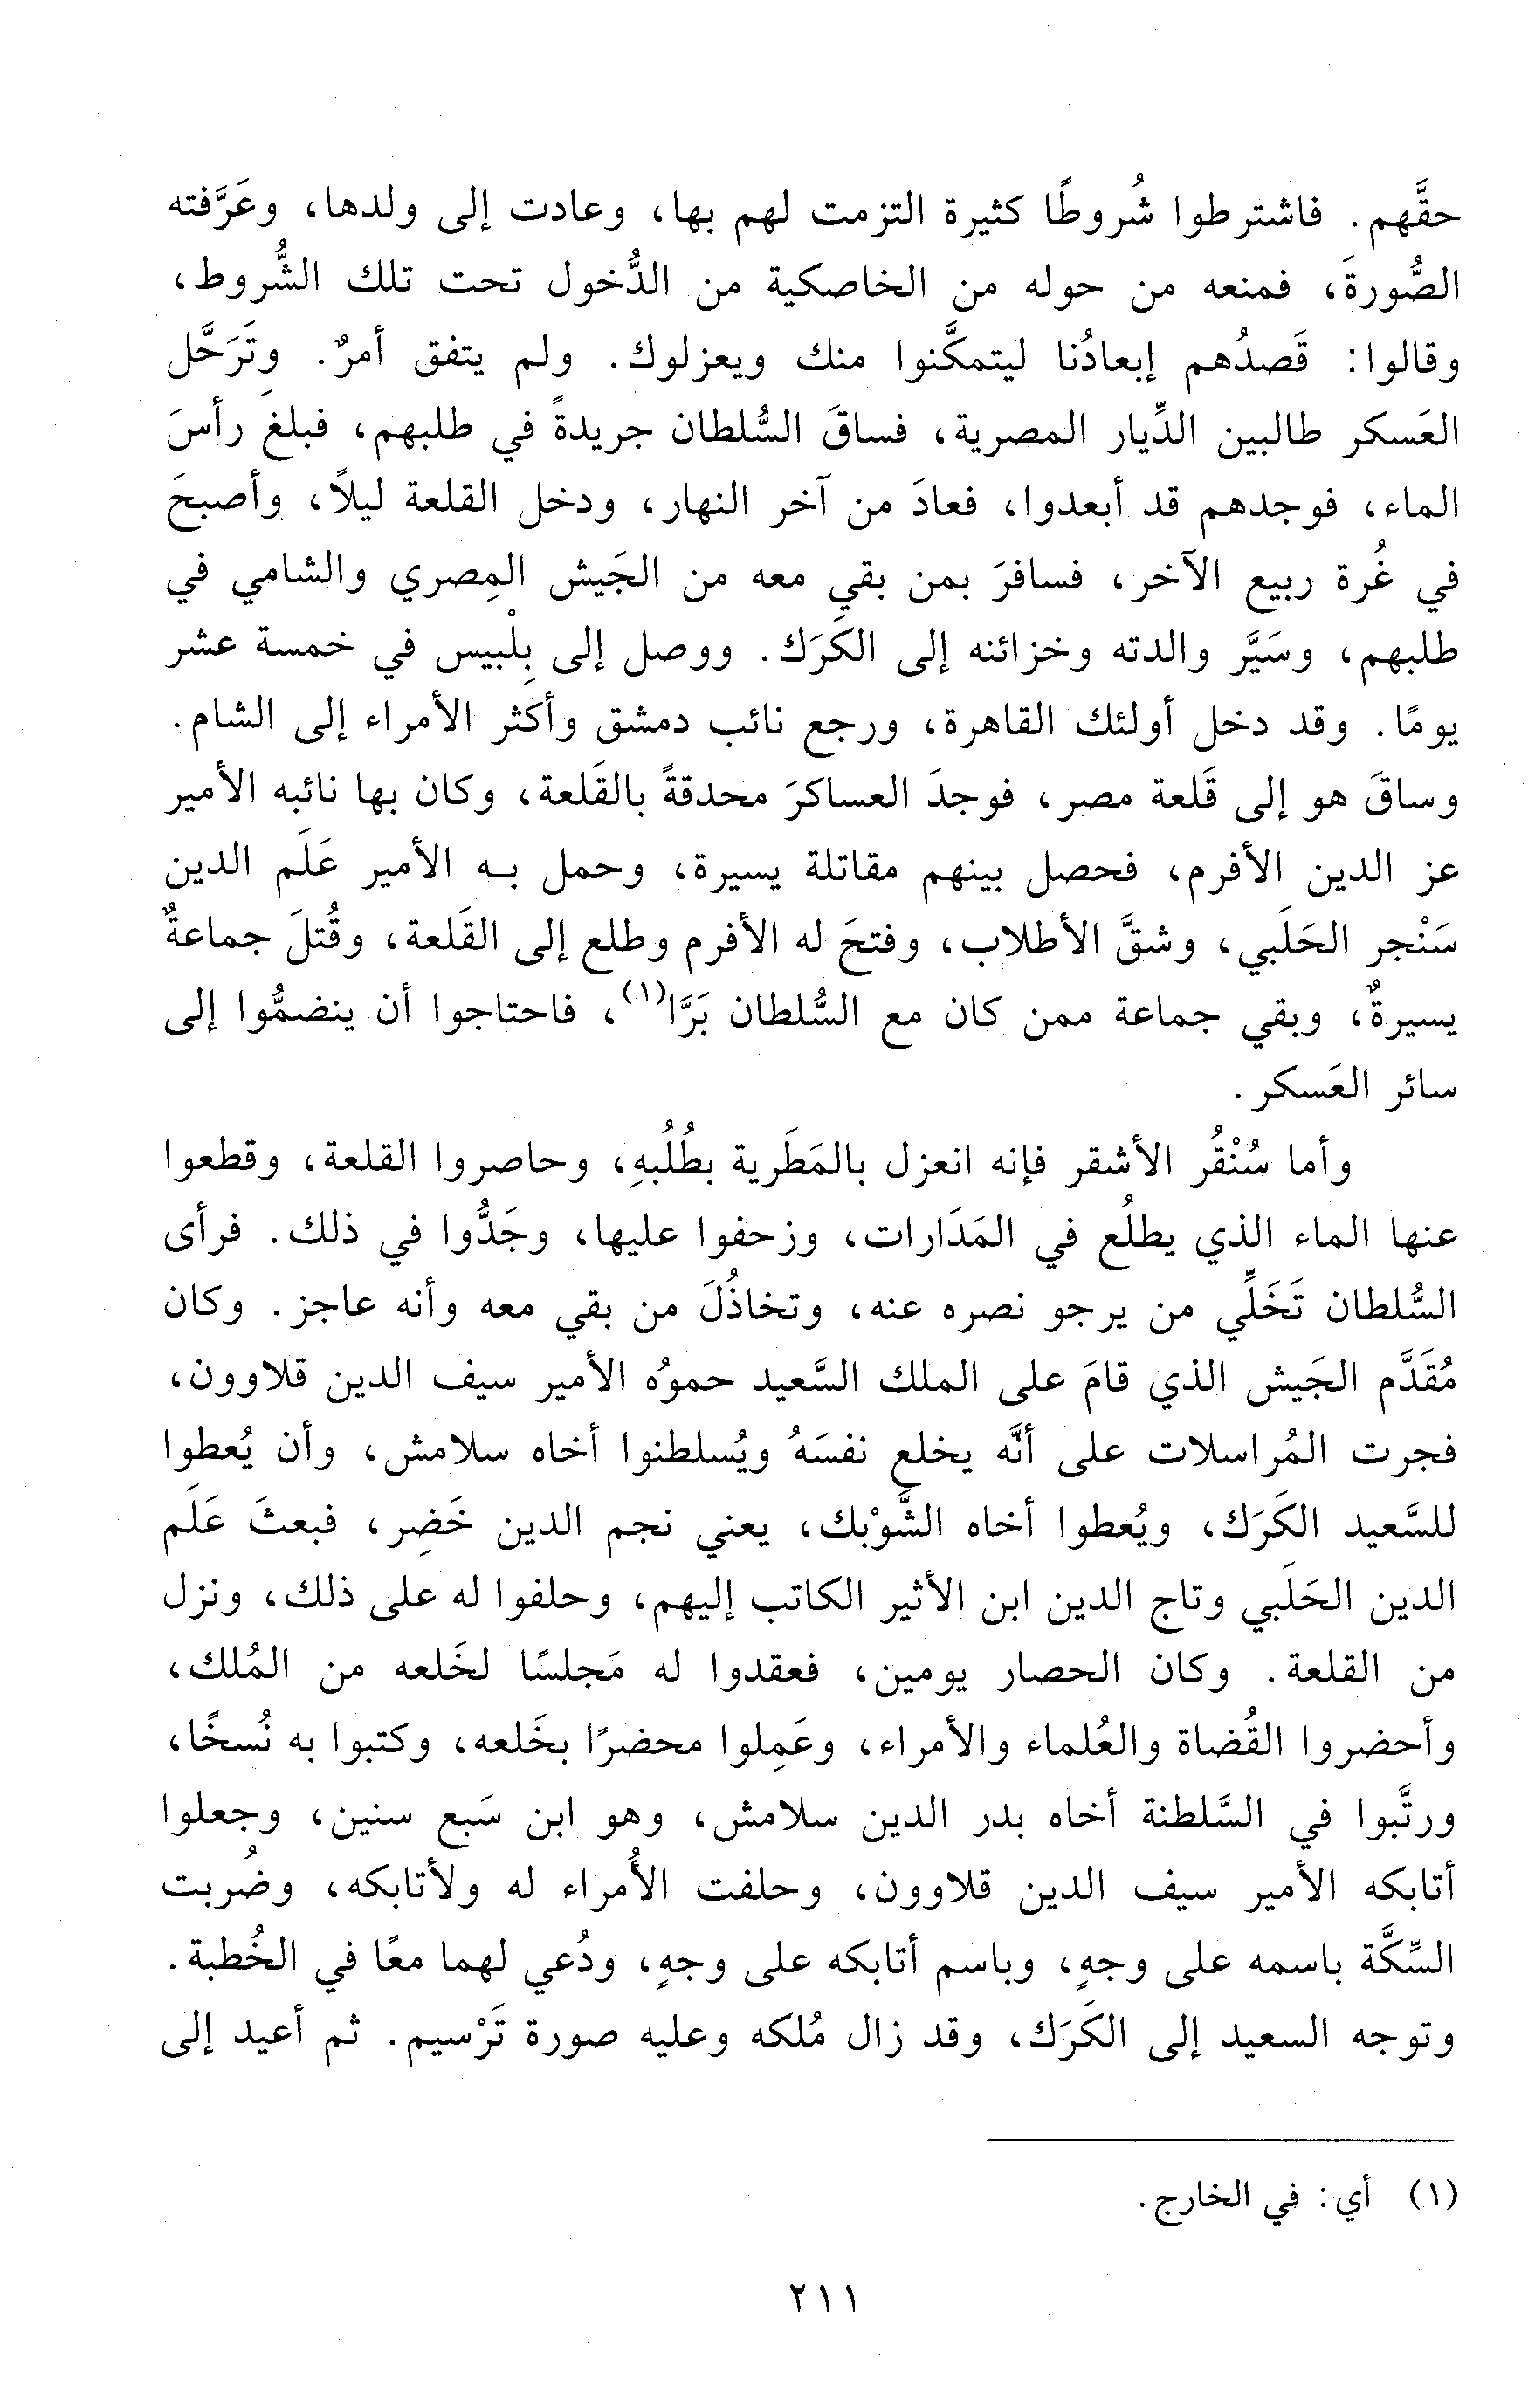 حقَّهم. فاشترطوا شُروطًا كثيرة التزمت لهم بها، وعادت إلى ولدها، وعَرَّفته
الصُّورةَ، فمنعه من حوله من الخاصكية من الدُّخول تحت تلك الشُّروط،
وقالوا: قَصدُهم إبعادُنا ليتمكَّنوا منك ويعزلوك. ولم يتفق أمرٌ. وتَرَحَّل
العَسكر طالبين الدِّيار المصرية، فساقَ السُّلطان جريدةً في طلبهم، فبلغَ رأسَ
الماء، فوجدهم قد أبعدوا، فعادَ من آخر النهار، ودخل القلعة ليلاً، وأصبحَ
في غُرة ربيع الآخر، فسافرَ بمن بقي معه من الجَيش المِصري والشامي في
طلبهم، وسَيَّر والدته وخزائنه إلى الكَرَك. ووصل إلى بِلْبيس في خمسة عشر
يومًا. وقد دخل أولئك القاهرة، ورجع نائب دمشق وأكثر الأمراء إلى الشام.
وساقَ هو إلى قَلعة مصر، فوجدَ العساكرَ محدقةً بالقَلعة، وكان بها نائبه الأمير
عز الدين الأفرم، فحصل بينهم مقاتلة يسيرة، وحمل به الأمير عَلَم الدين
سَنْجر الحَلَبي، وشقَّ الأطلاب، وفتحَ له الأفرم وطلع إلى القَلعة، وقُتلَ جماعةٌ
يسيرةٌ، وبقي جماعة ممن كان مع السُّلطان بَرَّا(١)، فاحتاجوا أن ينضمُّوا إلى
سائر العَسكر.
وأما سُنْقُر الأشقر فإنه انعزل بالمَطَرية بطُلُبهِ، وحاصروا القلعة، وقطعوا
عنها الماء الذي يطلُع في المَدَارات، وزحفوا عليها، وجَدُّوا في ذلك. فرأى
السُّلطان تَخَلِّي من يرجو نصره عنه، وتخاذُلَ من بقي معه وأنه عاجز. وكان
مُقَدَّم الجَيش الذي قامَ على الملك السَّعيد حموُه الأمير سيف الدين قلاوون،
فجرت المُراسلات على أنَّه يخلع نفسَهُ ويُسلطنوا أخاه سلامش، وأن يُعطوا
للسَّعيد الكَرَك، ويُعطوا أخاه الشَّوْبك، يعني نجم الدين خَضِر، فبعثَ عَلَم
الدين الحَلَبي وتاج الدين ابن الأثير الكاتب إليهم، وحلفوا له على ذلك، ونزل
من القلعة. وكان الحصار يومين، فعقدوا له مَجلسًا لخَلعه من المُلك،
وأحضروا القُضاة والعُلماء والأمراء، وعَمِلوا محضرًا بخَلعه، وكتبوا به نُسخًا،
ورتَّبوا في السَّلطنة أخاه بدر الدين سلامش، وهو ابن سَبع سنين، وجعلوا
أتابكه الأمير سيف الدين قلاوون، وحلفت الأُمراء له ولأتابكه، وضُربت
السِّكَّة باسمه على وجهٍ، وباسم أتابكه على وجهٍ، ودُعي لهما معًا في الخُطبة.
وتوجه السعيد إلى الكَرَك، وقد زال مُلكه وعليه صورة تَرْسيم. ثم أعيد إلى
(١) أي: في الخارج.
٢١١